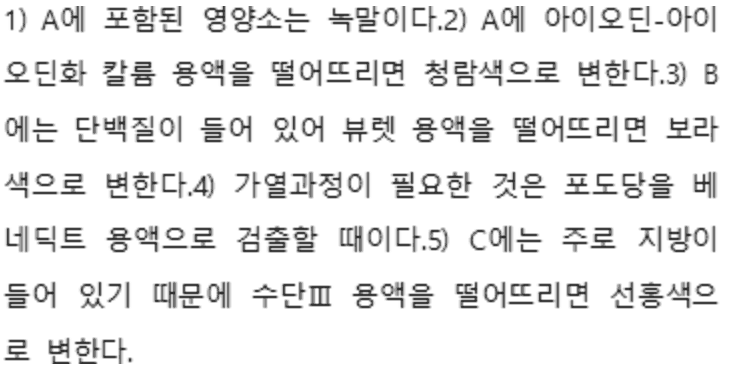 1) A에 포함된 영양소는 녹말이다.2) A에 아이오딘-아이
오딘화 칼륨 용액을 떨어뜨리면 청람색으로 변한다.3) B
에는 단백질이 들어 있어 뷰렛 용액을 떨어뜨리면 보라
색으로 변한다.4) 가열과정이 필요한 것은 포도당을 베
네딕트 용액으로 검출할 때이다.5) C에는 주로 지방이
들어 있기 때문에 수단Ⅲ 용액을 떨어뜨리면 선홍색으
로 변한다.